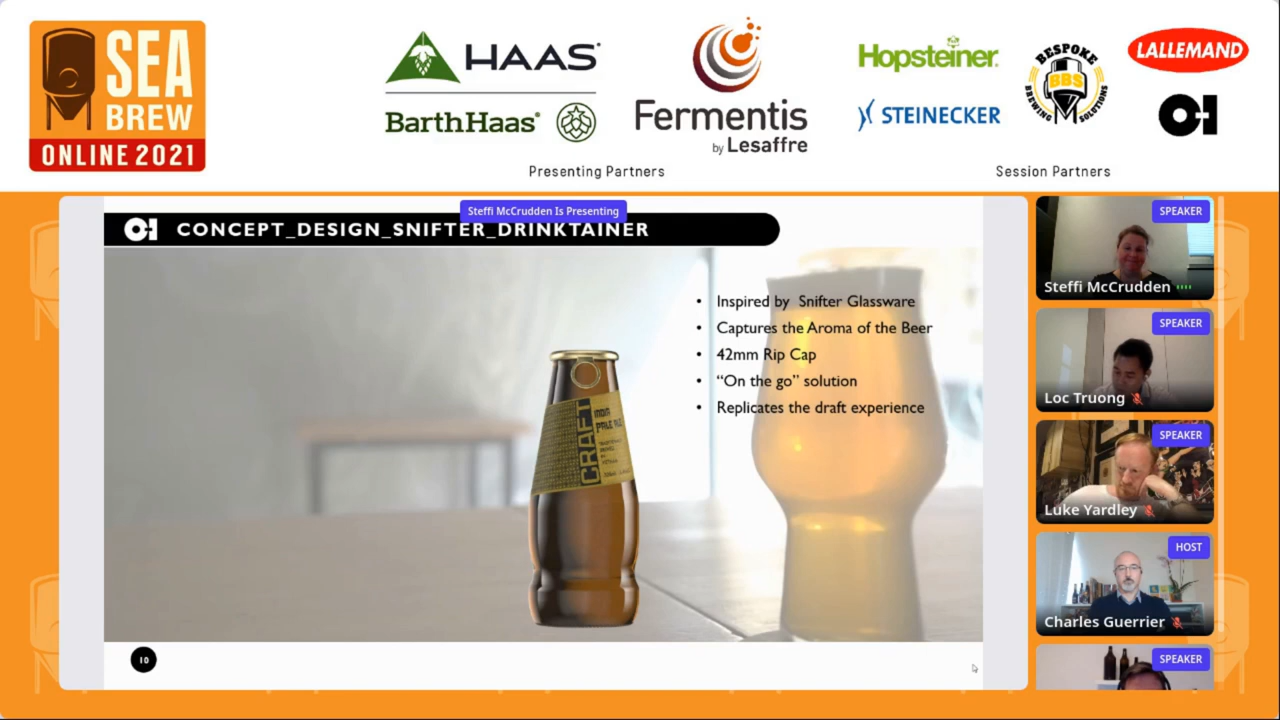 SEA
BREW
ONLINE 2021
HAAS
BarthHaas
Fermentis
by Lesaffre
Hopsteiner
STEINECKER
BESPOKE
BBS
BREWING SOLUTIONS
LALLEMAND
O-I
Presenting Partners
Session Partners
Steffi McCrudden Is Presenting
O-I CONCEPT_DESIGN_SNIFTER_DRINKTAINER
• Inspired by Snifter Glassware
• Captures the Aroma of the Beer
• 42mm Rip Cap
• “On the go” solution
• Replicates the draft experience
CRAFT
INDIA
PALE ALE
10
SPEAKER
Steffi McCrudden
SPEAKER
Loc Truong
SPEAKER
Luke Yardley
HOST
Charles Guerrier
SPEAKER